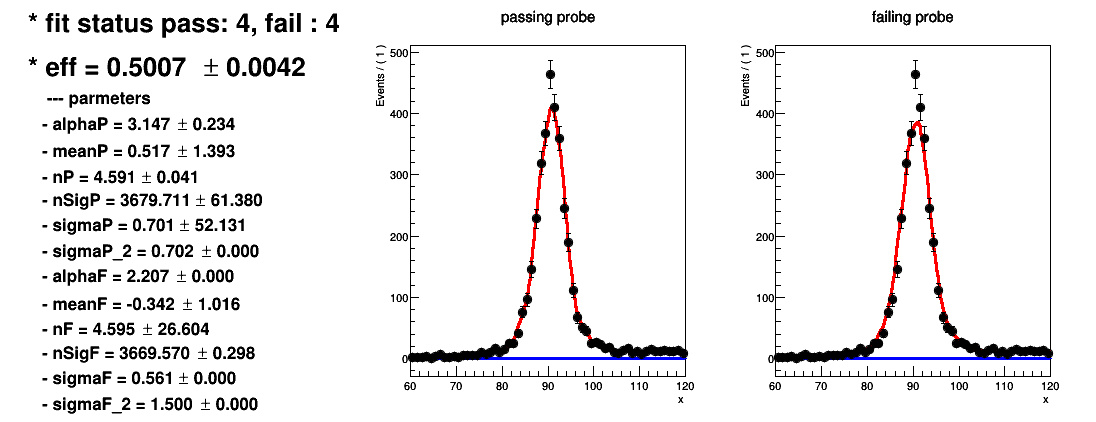 * fit status pass: 4, fail : 4
* eff = 0.5007 ± 0.0042
--- parmeters
- alphaP = 3.147 ± 0.234
- meanP = 0.517 ± 1.393
- nP = 4.591 ± 0.041
- nSigP = 3679.711 ± 61.380
- sigmaP = 0.701 ± 52.131
- sigmaP_2 = 0.702 ± 0.000
- alphaF = 2.207 ± 0.000
- meanF = -0.342 ± 1.016
- nF = 4.595 ± 26.604
- nSigF = 3669.570 ± 0.298
- sigmaF = 0.561 ± 0.000
- sigmaF_2 = 1.500 ± 0.000
passing probe
Events / ( 1 )
500
400
300
200
100
0
60 70 80 90 100 110 120
x
failing probe
Events / ( 1 )
500
400
300
200
100
0
60 70 80 90 100 110 120
x